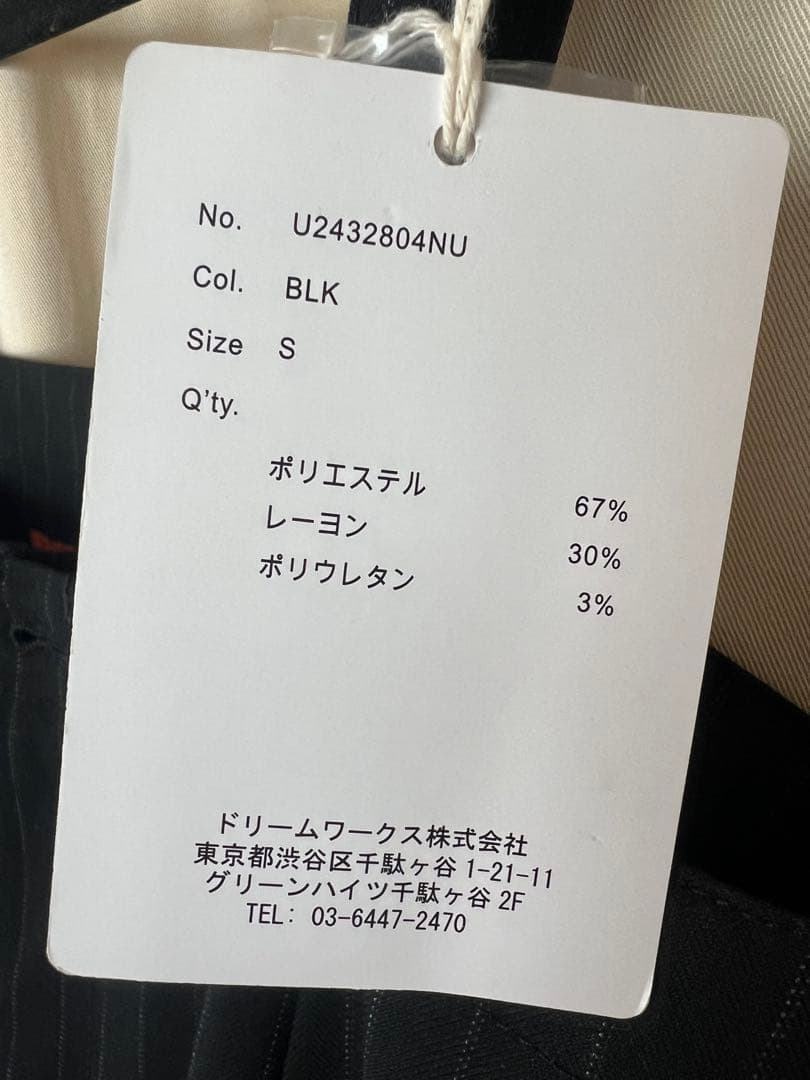 No. U2432804NU
Col. BLK
Size S
Q'ty.
ポリエステル 67%
レーヨン 30%
ポリウレタン 3%
ドリームワークス株式会社
東京都渋谷区千駄ヶ谷 1-21-11
グリーンハイツ千駄ヶ谷 2F
TEL: 03-6447-2470